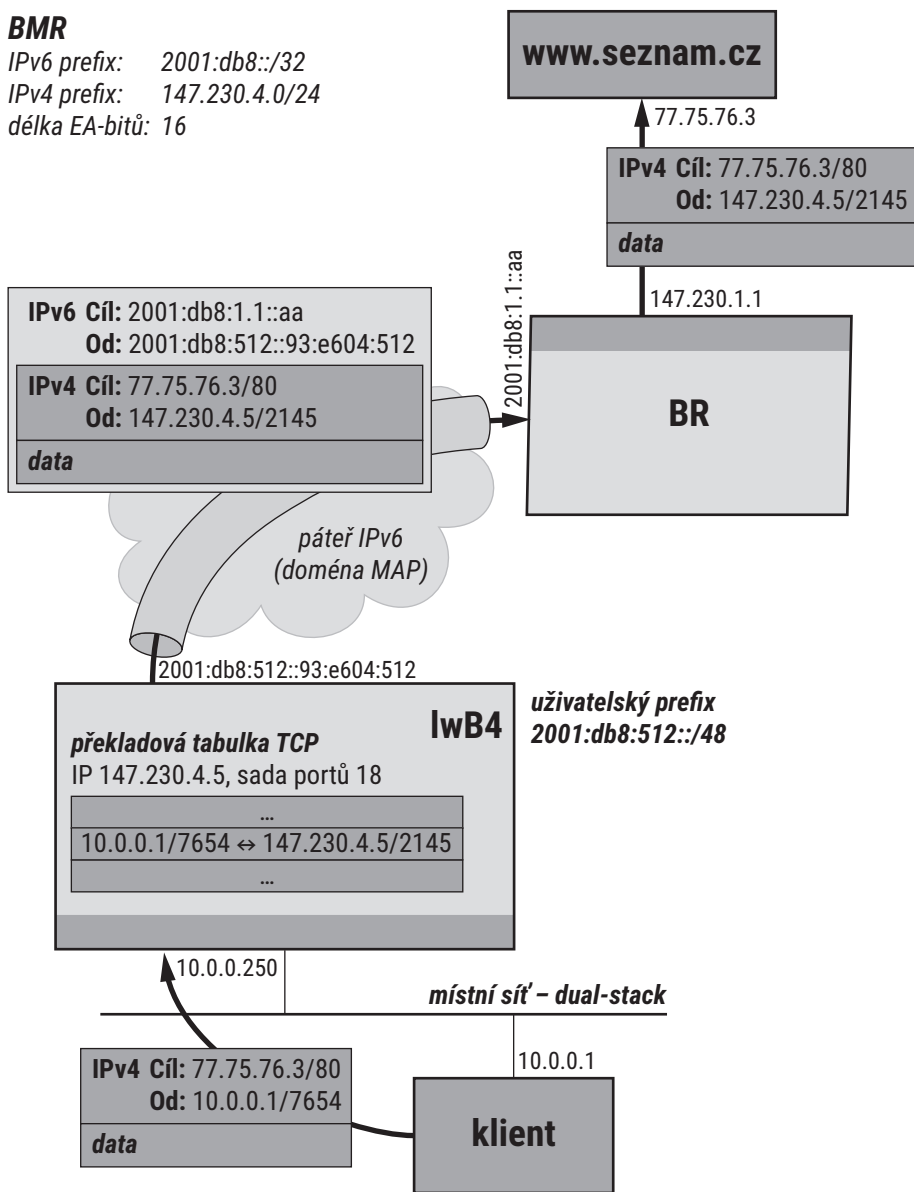 BMR
IPv6 prefix: 2001:db8::/32
IPv4 prefix: 147.230.4.0/24
délka EA-bitů: 16
www.seznam.cz
77.75.76.3
IPv4 Cíl: 77.75.76.3/80
Od: 147.230.4.5/2145
data
147.230.1.1
2001:db8:1.1::aa
BR
IPv6 Cíl: 2001:db8:1.1::aa
Od: 2001:db8:512::93:e604:512
IPv4 Cíl: 77.75.76.3/80
Od: 147.230.4.5/2145
data
páteř IPv6
(doména MAP)
2001:db8:512::93:e604:512
lwB4
uživatelský prefix
2001:db8:512::/48
překladová tabulka TCP
IP 147.230.4.5, sada portů 18
...
10.0.0.1/7654 ↔ 147.230.4.5/2145
...
10.0.0.250
místní síť – dual-stack
10.0.0.1
IPv4 Cíl: 77.75.76.3/80
Od: 10.0.0.1/7654
data
klient